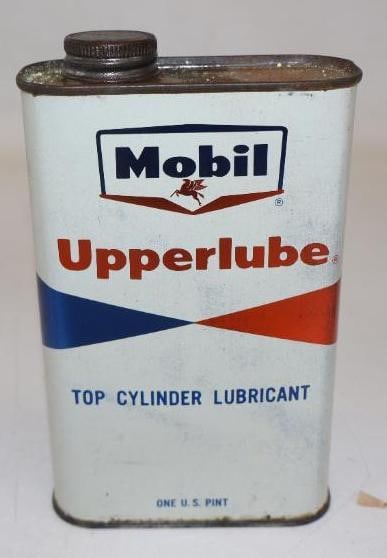 Mobil
®
Upperlube®
TOP CYLINDER LUBRICANT
ONE U.S. PINT